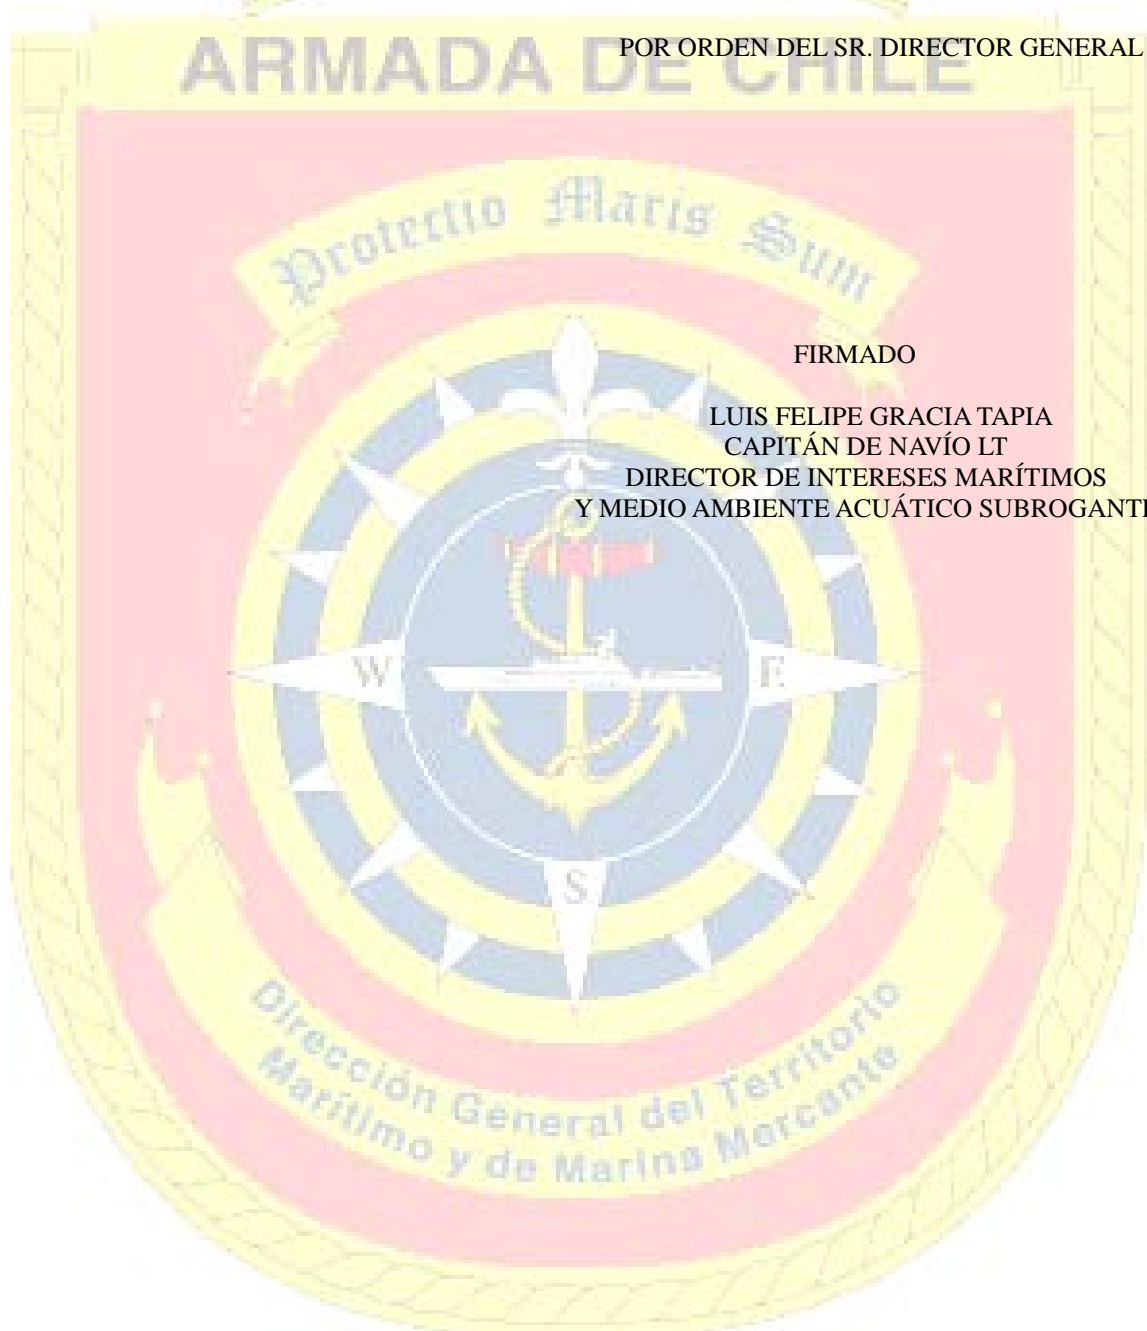 POR ORDEN DEL SR. DIRECTOR GENERAL
ARMADA DE CHILE
Protectio Maris Sum
FIRMADO
LUIS FELIPE GRACIA TAPIA
CAPITÁN DE NAVÍO LT
DIRECTOR DE INTERESES MARÍTIMOS
Y MEDIO AMBIENTE ACUÁTICO SUBROGANTE
W E
S
Dirección General del Territorio
Marítimo y de Marina Mercante